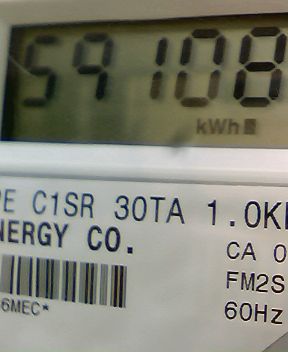 59108
kWh
PE C1SR 30TA 1.0K
NERGY CO.
CA 0
FM2S
6MEC*
60Hz